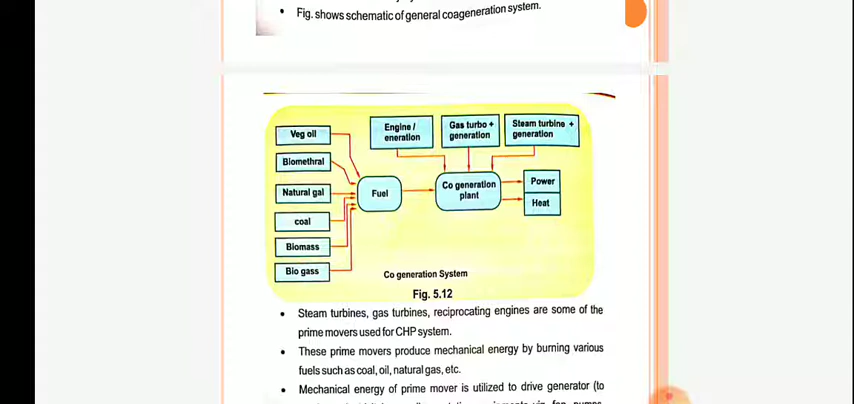 • Fig. shows schematic of general coageneration system.
Veg oil
Biomethral
Natural gal
coal
Biomass
Bio gass
Fuel
Engine /
eneration
Gas turbo +
generation
Steam turbine +
generation
Co generation
plant
Power
Heat
Co generation System
Fig. 5.12
• Steam turbines, gas turbines, reciprocating engines are some of the
prime movers used for CHP system.
• These prime movers produce mechanical energy by burning various
fuels such as coal, oil, natural gas, etc.
• Mechanical energy of prime mover is utilized to drive generator (to